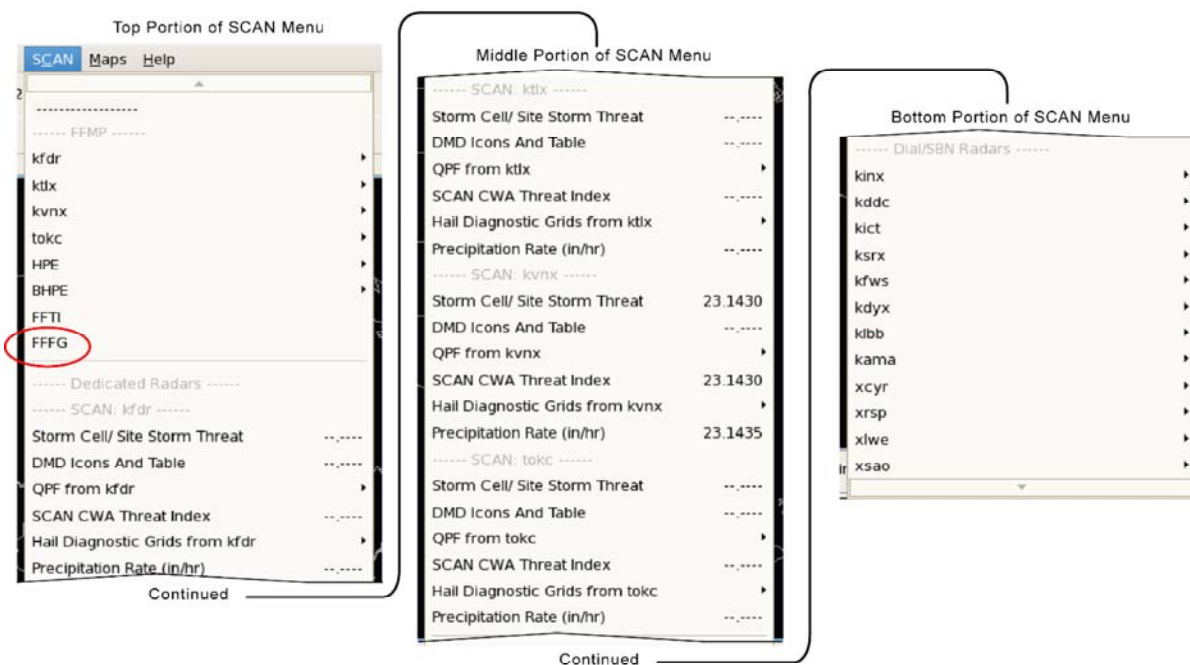 Top Portion of SCAN Menu
SCAN Maps Help
2
------------------
------ FFMP ------
kfdr
ktlx
kvnx
tokc
HPE
BHPE
FFTI
FFFG
------ Dedicated Radars ------
------ SCAN: kfdr ------
Storm Cell/ Site Storm Threat --.----
DMD Icons And Table --.----
QPF from kfdr
SCAN CWA Threat Index --.----
Hail Diagnostic Grids from kfdr
Precipitation Rate (in/hr) --.----
Continued
Middle Portion of SCAN Menu
------ SCAN: ktlx ------
Storm Cell/ Site Storm Threat --.----
DMD Icons And Table --.----
QPF from ktlx
SCAN CWA Threat Index --.----
Hail Diagnostic Grids from ktlx
Precipitation Rate (in/hr) --.----
------ SCAN: kvnx ------
Storm Cell/ Site Storm Threat 23.1430
DMD Icons And Table --.----
QPF from kvnx
SCAN CWA Threat Index 23.1430
Hail Diagnostic Grids from kvnx
Precipitation Rate (in/hr) 23.1435
------ SCAN: tokc ------
Storm Cell/ Site Storm Threat --.----
DMD Icons And Table --.----
QPF from tokc
SCAN CWA Threat Index --.----
Hail Diagnostic Grids from tokc
Precipitation Rate (in/hr) --.----
Continued
Bottom Portion of SCAN Menu
------ Dial/SBN Radars ------
kinx
kddc
kict
ksrx
kfws
kdyx
klbb
kama
xcyr
xrsp
xlwe
xsao